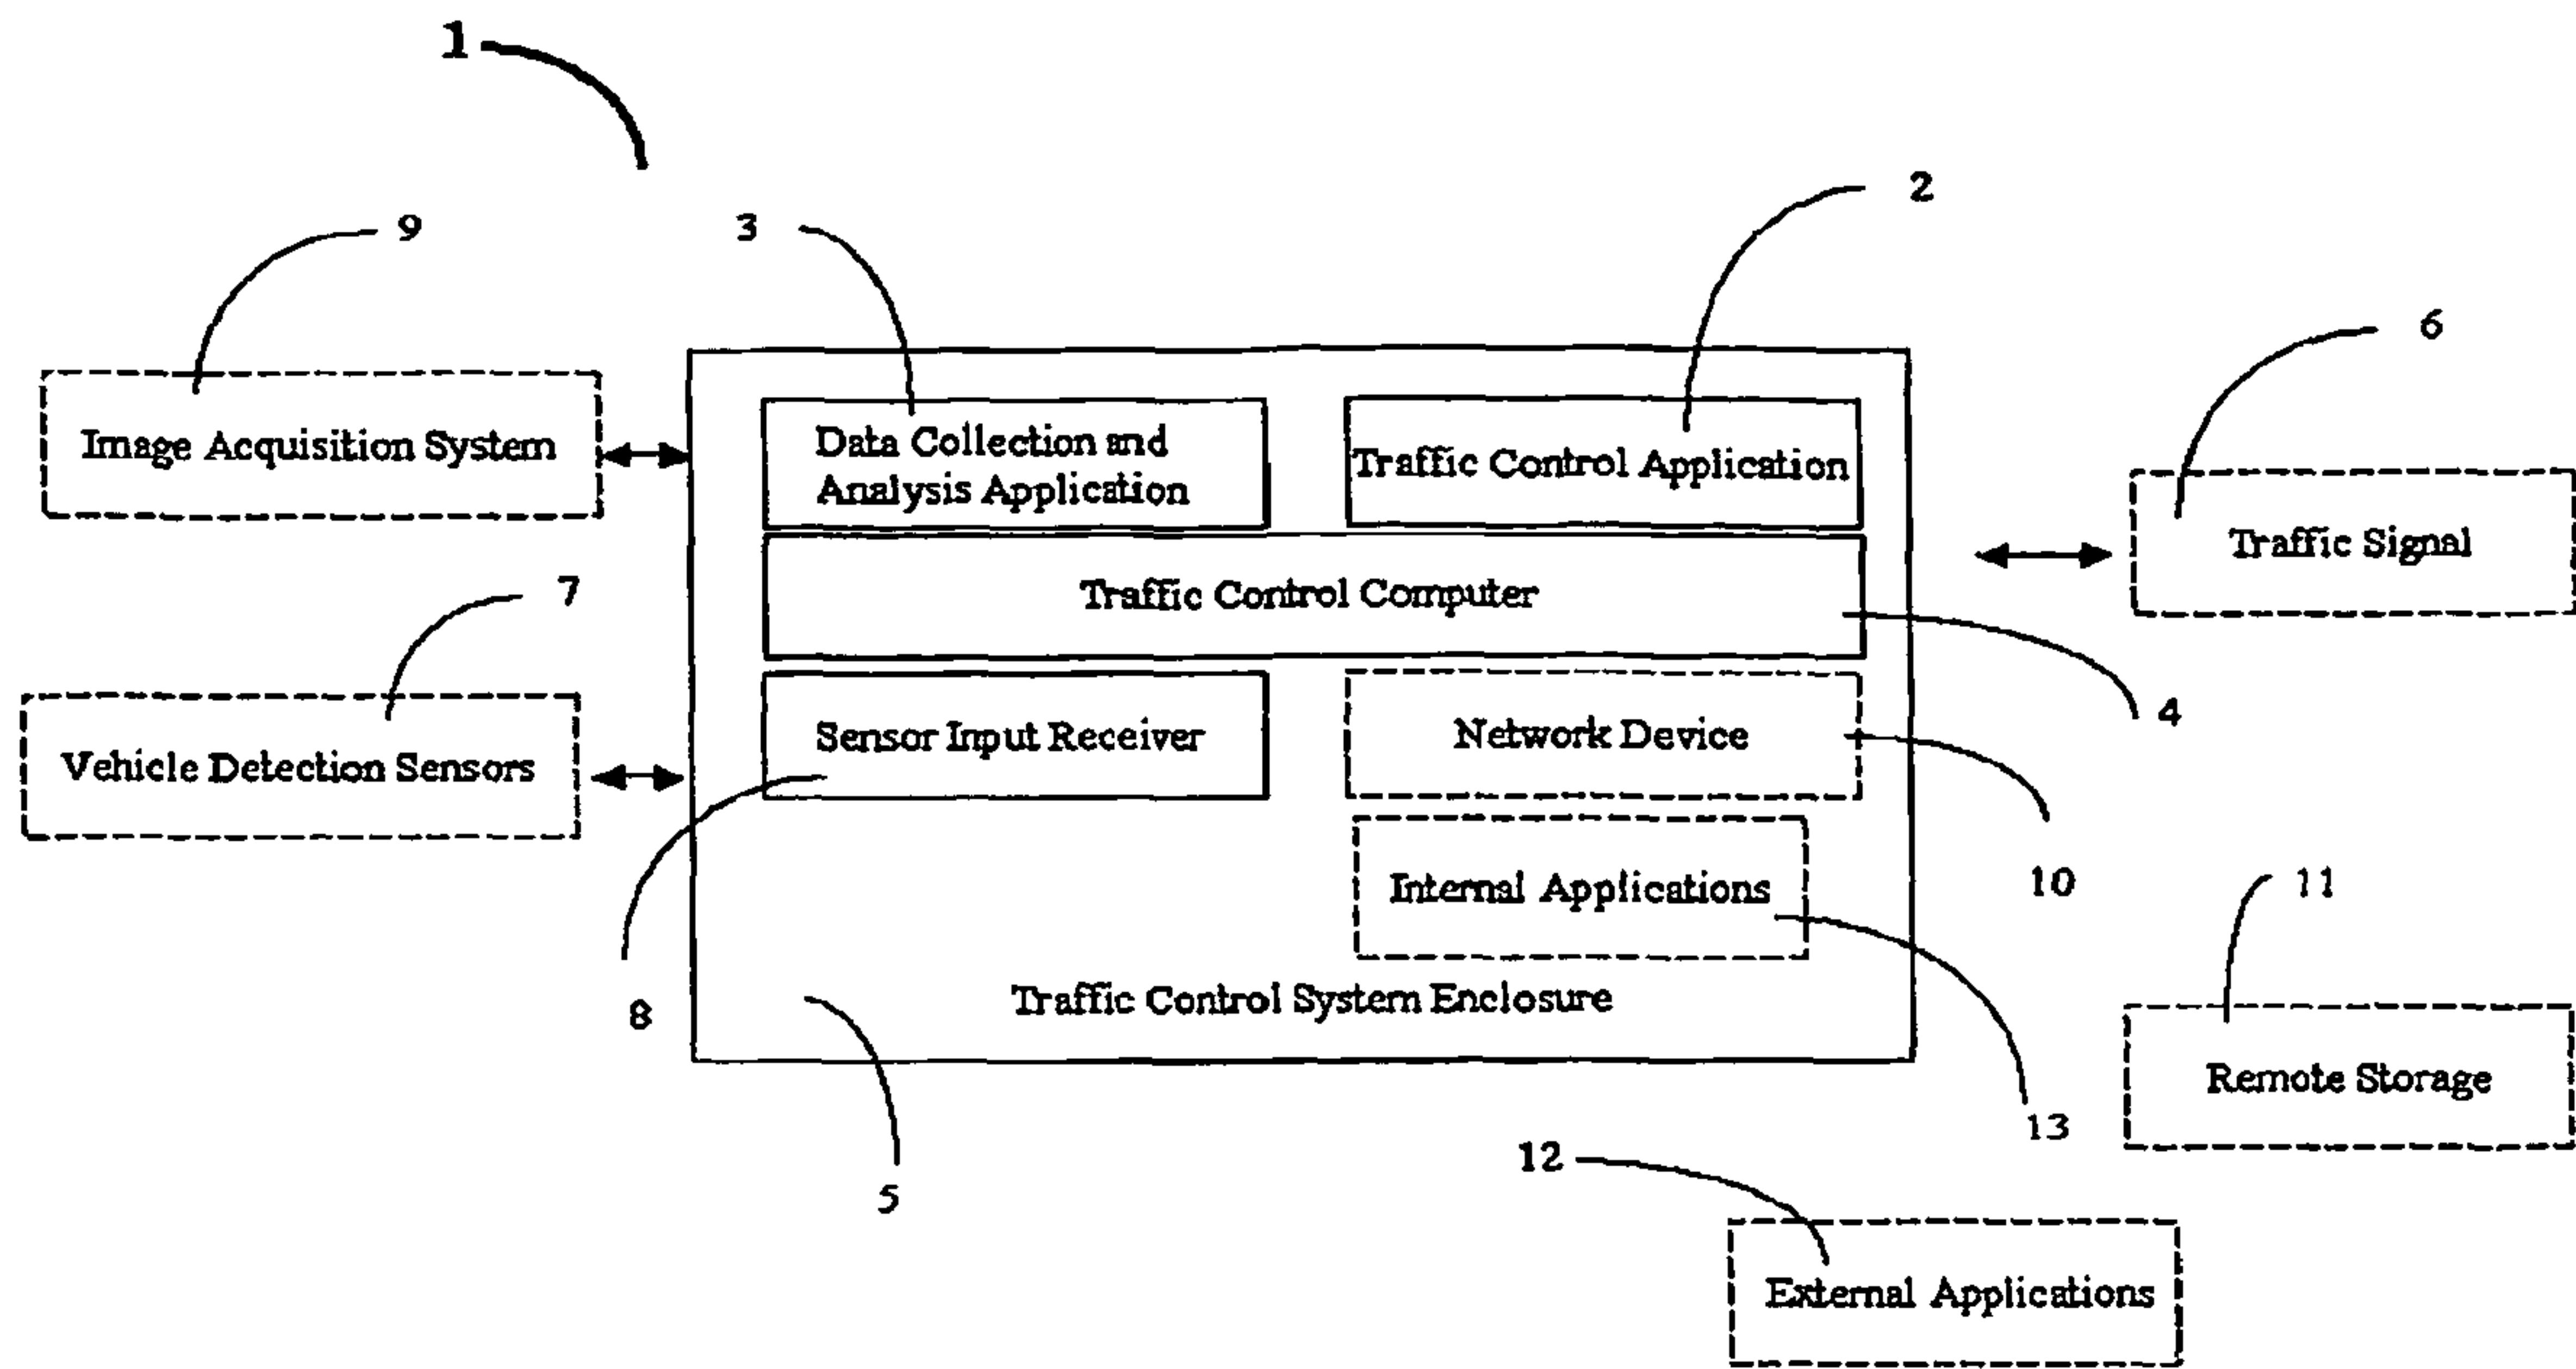 1
2
9
3
6
Image Acquisition System
Data Collection and
Analysis Application
Traffic Control Application
Traffic Signal
7
Traffic Control Computer
4
Vehicle Detection Sensors
Sensor Input Receiver
Network Device
10
11
Internal Applications
8
Traffic Control System Enclosure
Remote Storage
13
12
5
External Applications